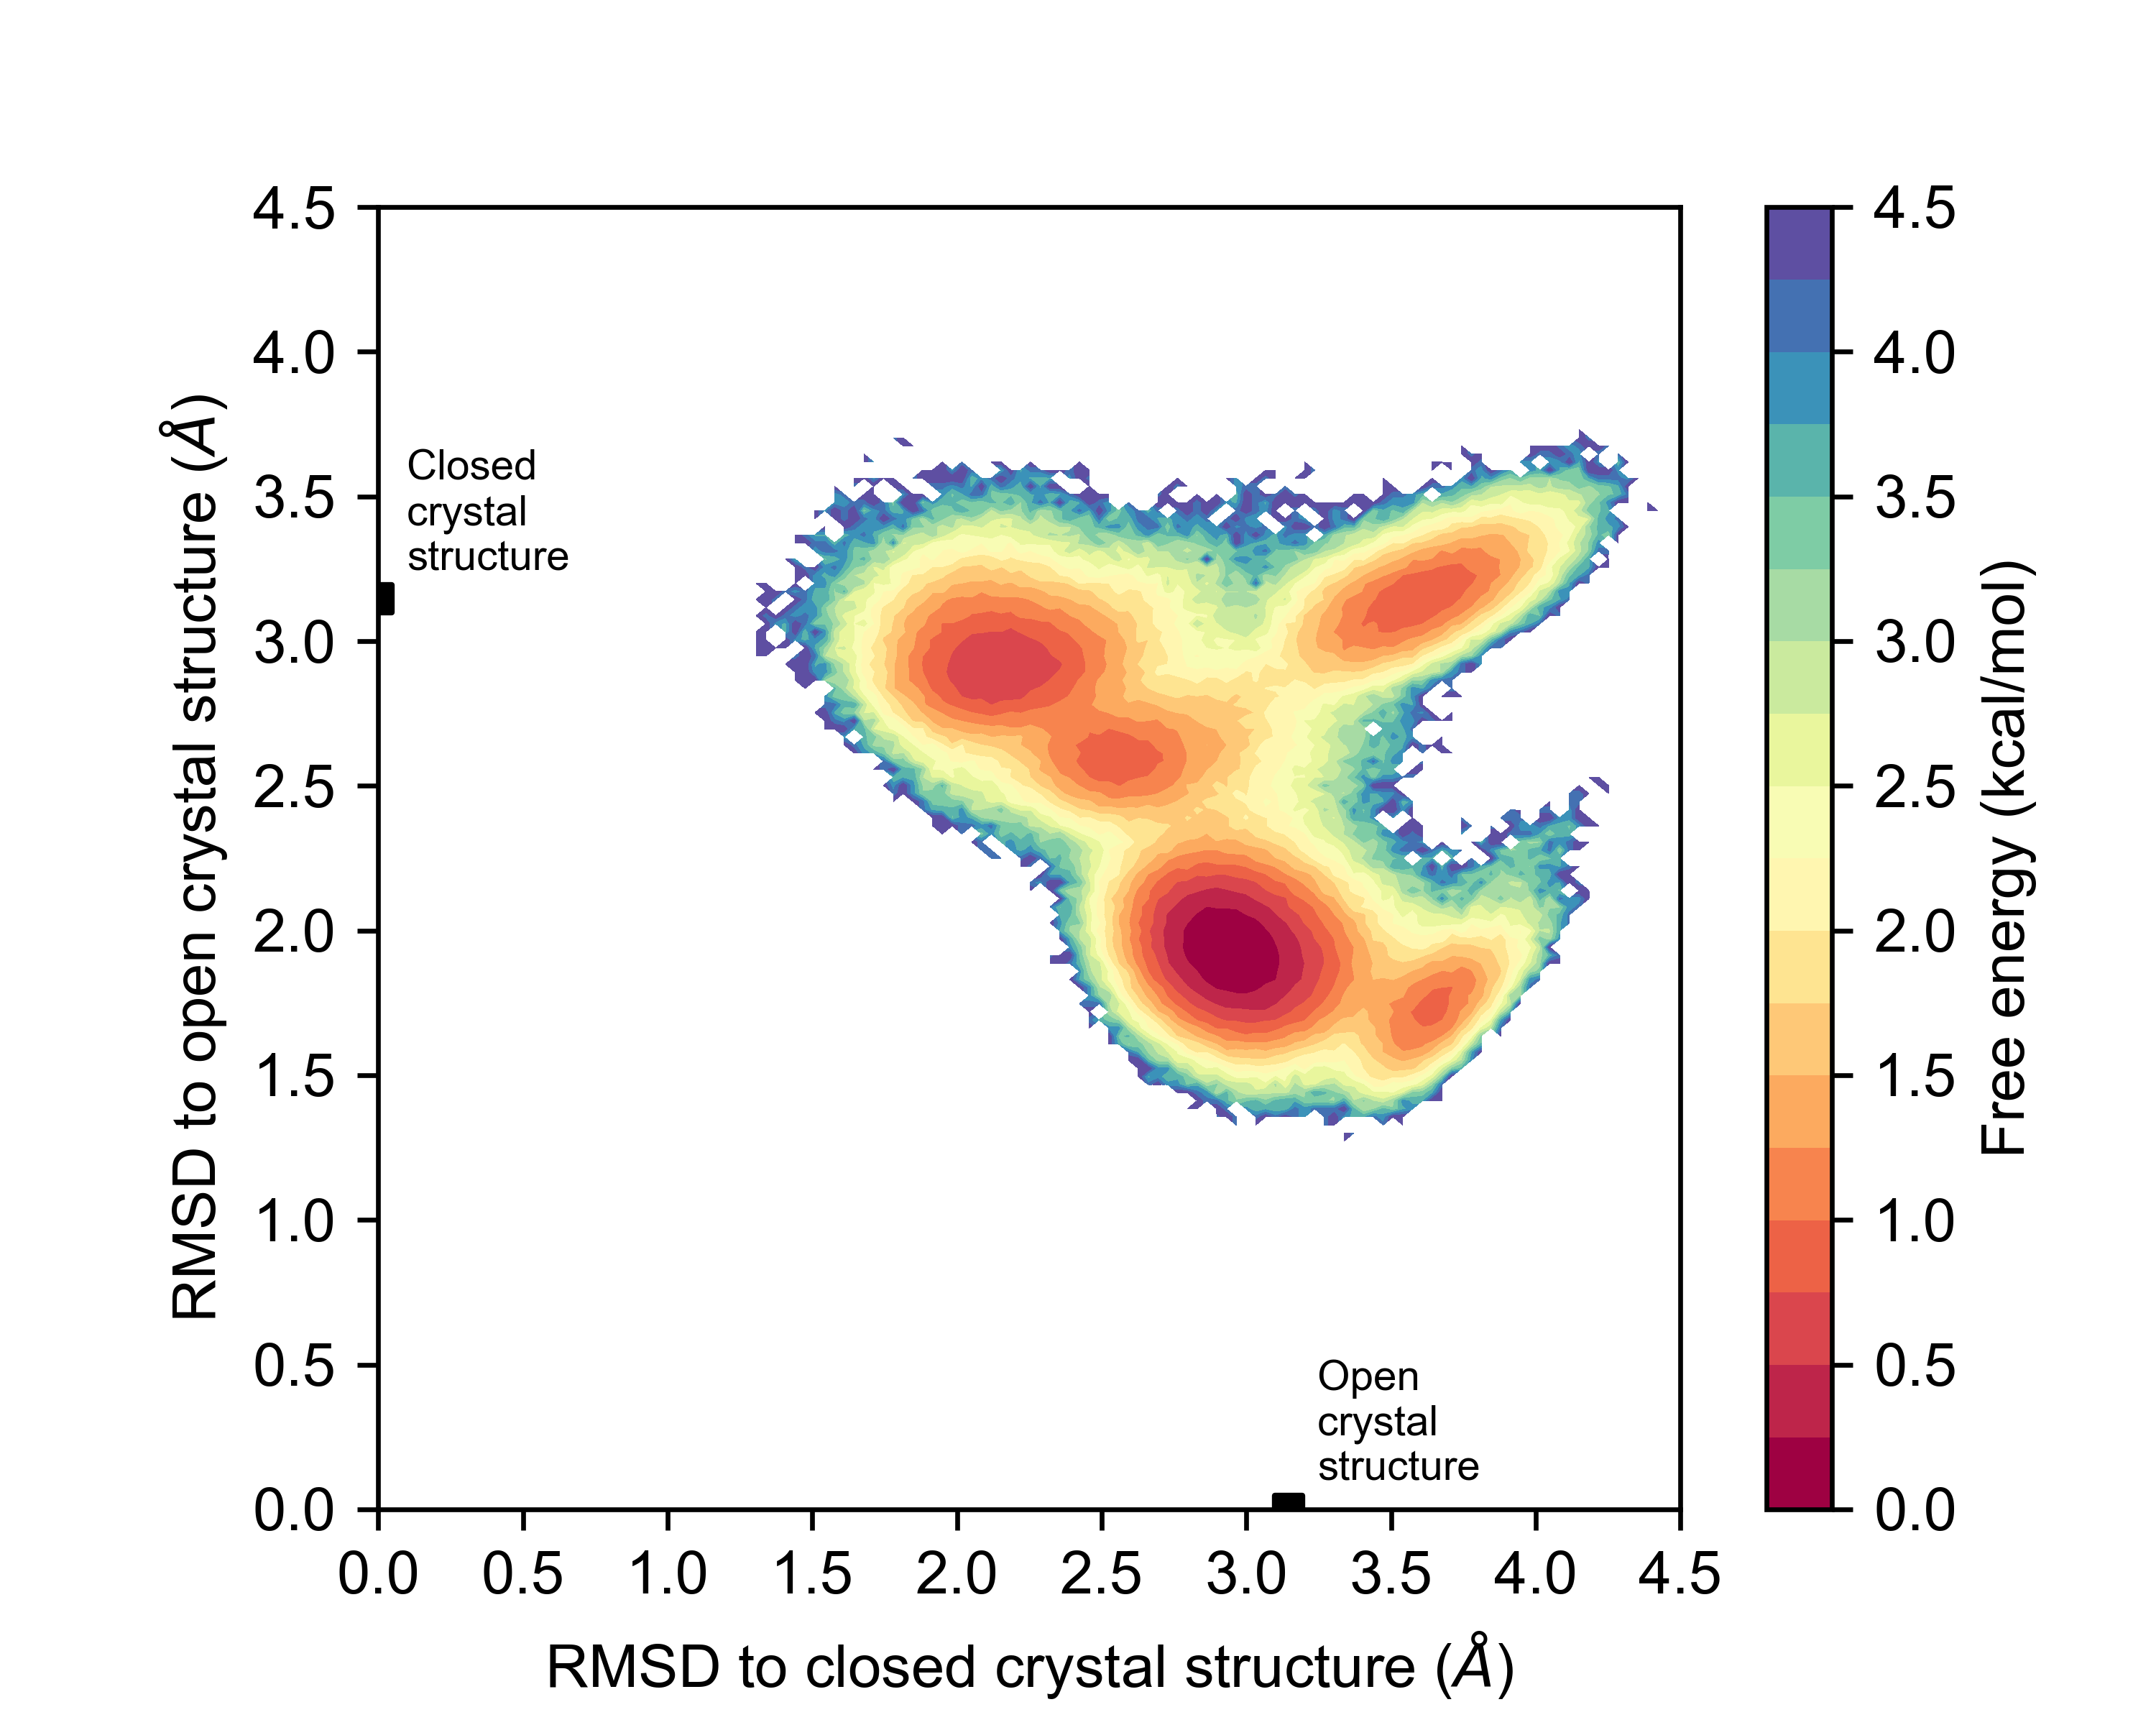 4.5
4.0
3.5
3.0
2.5
2.0
1.5
1.0
0.5
0.0
RMSD to open crystal structure (Å)
Closed
crystal
structure
Open
crystal
structure
0.0 0.5 1.0 1.5 2.0 2.5 3.0 3.5 4.0 4.5
RMSD to closed crystal structure (Å)
4.5
4.0
3.5
3.0
2.5
2.0
1.5
1.0
0.5
0.0
Free energy (kcal/mol)